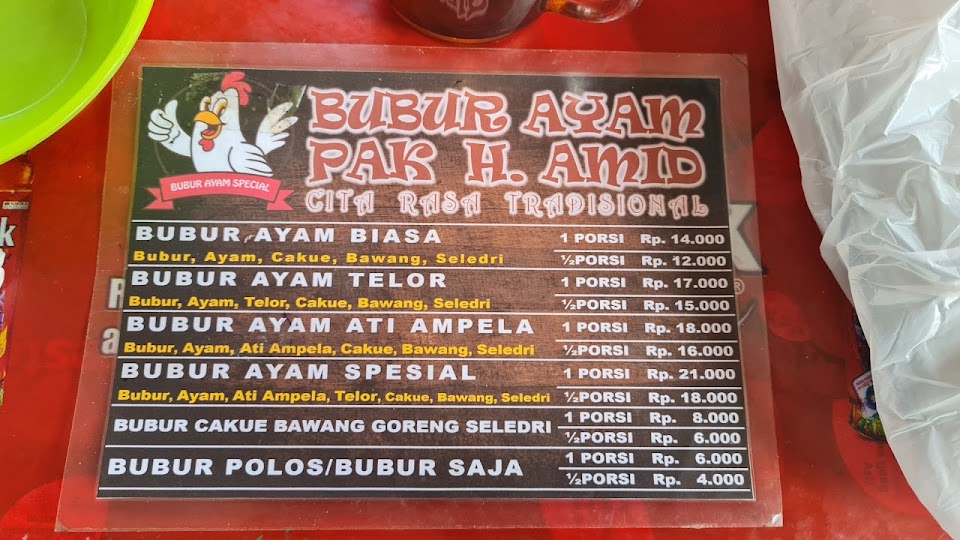 BUBUR AYAM
PAK H. AMID
CITA RASA TRADISIONAL
BUBUR AYAM SPECIAL
BUBUR AYAM BIASA 1 PORSI Rp. 14.000
Bubur, Ayam, Cakue, Bawang, Seledri ½PORSI Rp. 12.000
BUBUR AYAM TELOR 1 PORSI Rp. 17.000
Bubur, Ayam, Telor, Cakue, Bawang, Seledri ½PORSI Rp. 15.000
BUBUR AYAM ATI AMPELA 1 PORSI Rp. 18.000
Bubur, Ayam, Ati Ampela, Cakue, Bawang, Seledri ½PORSI Rp. 16.000
BUBUR AYAM SPESIAL 1 PORSI Rp. 21.000
Bubur, Ayam, Ati Ampela, Telor, Cakue, Bawang, Seledri ½PORSI Rp. 18.000
BUBUR CAKUE BAWANG GORENG SELEDRI 1 PORSI Rp. 8.000
½PORSI Rp. 6.000
BUBUR POLOS/BUBUR SAJA 1 PORSI Rp. 6.000
½PORSI Rp. 4.000